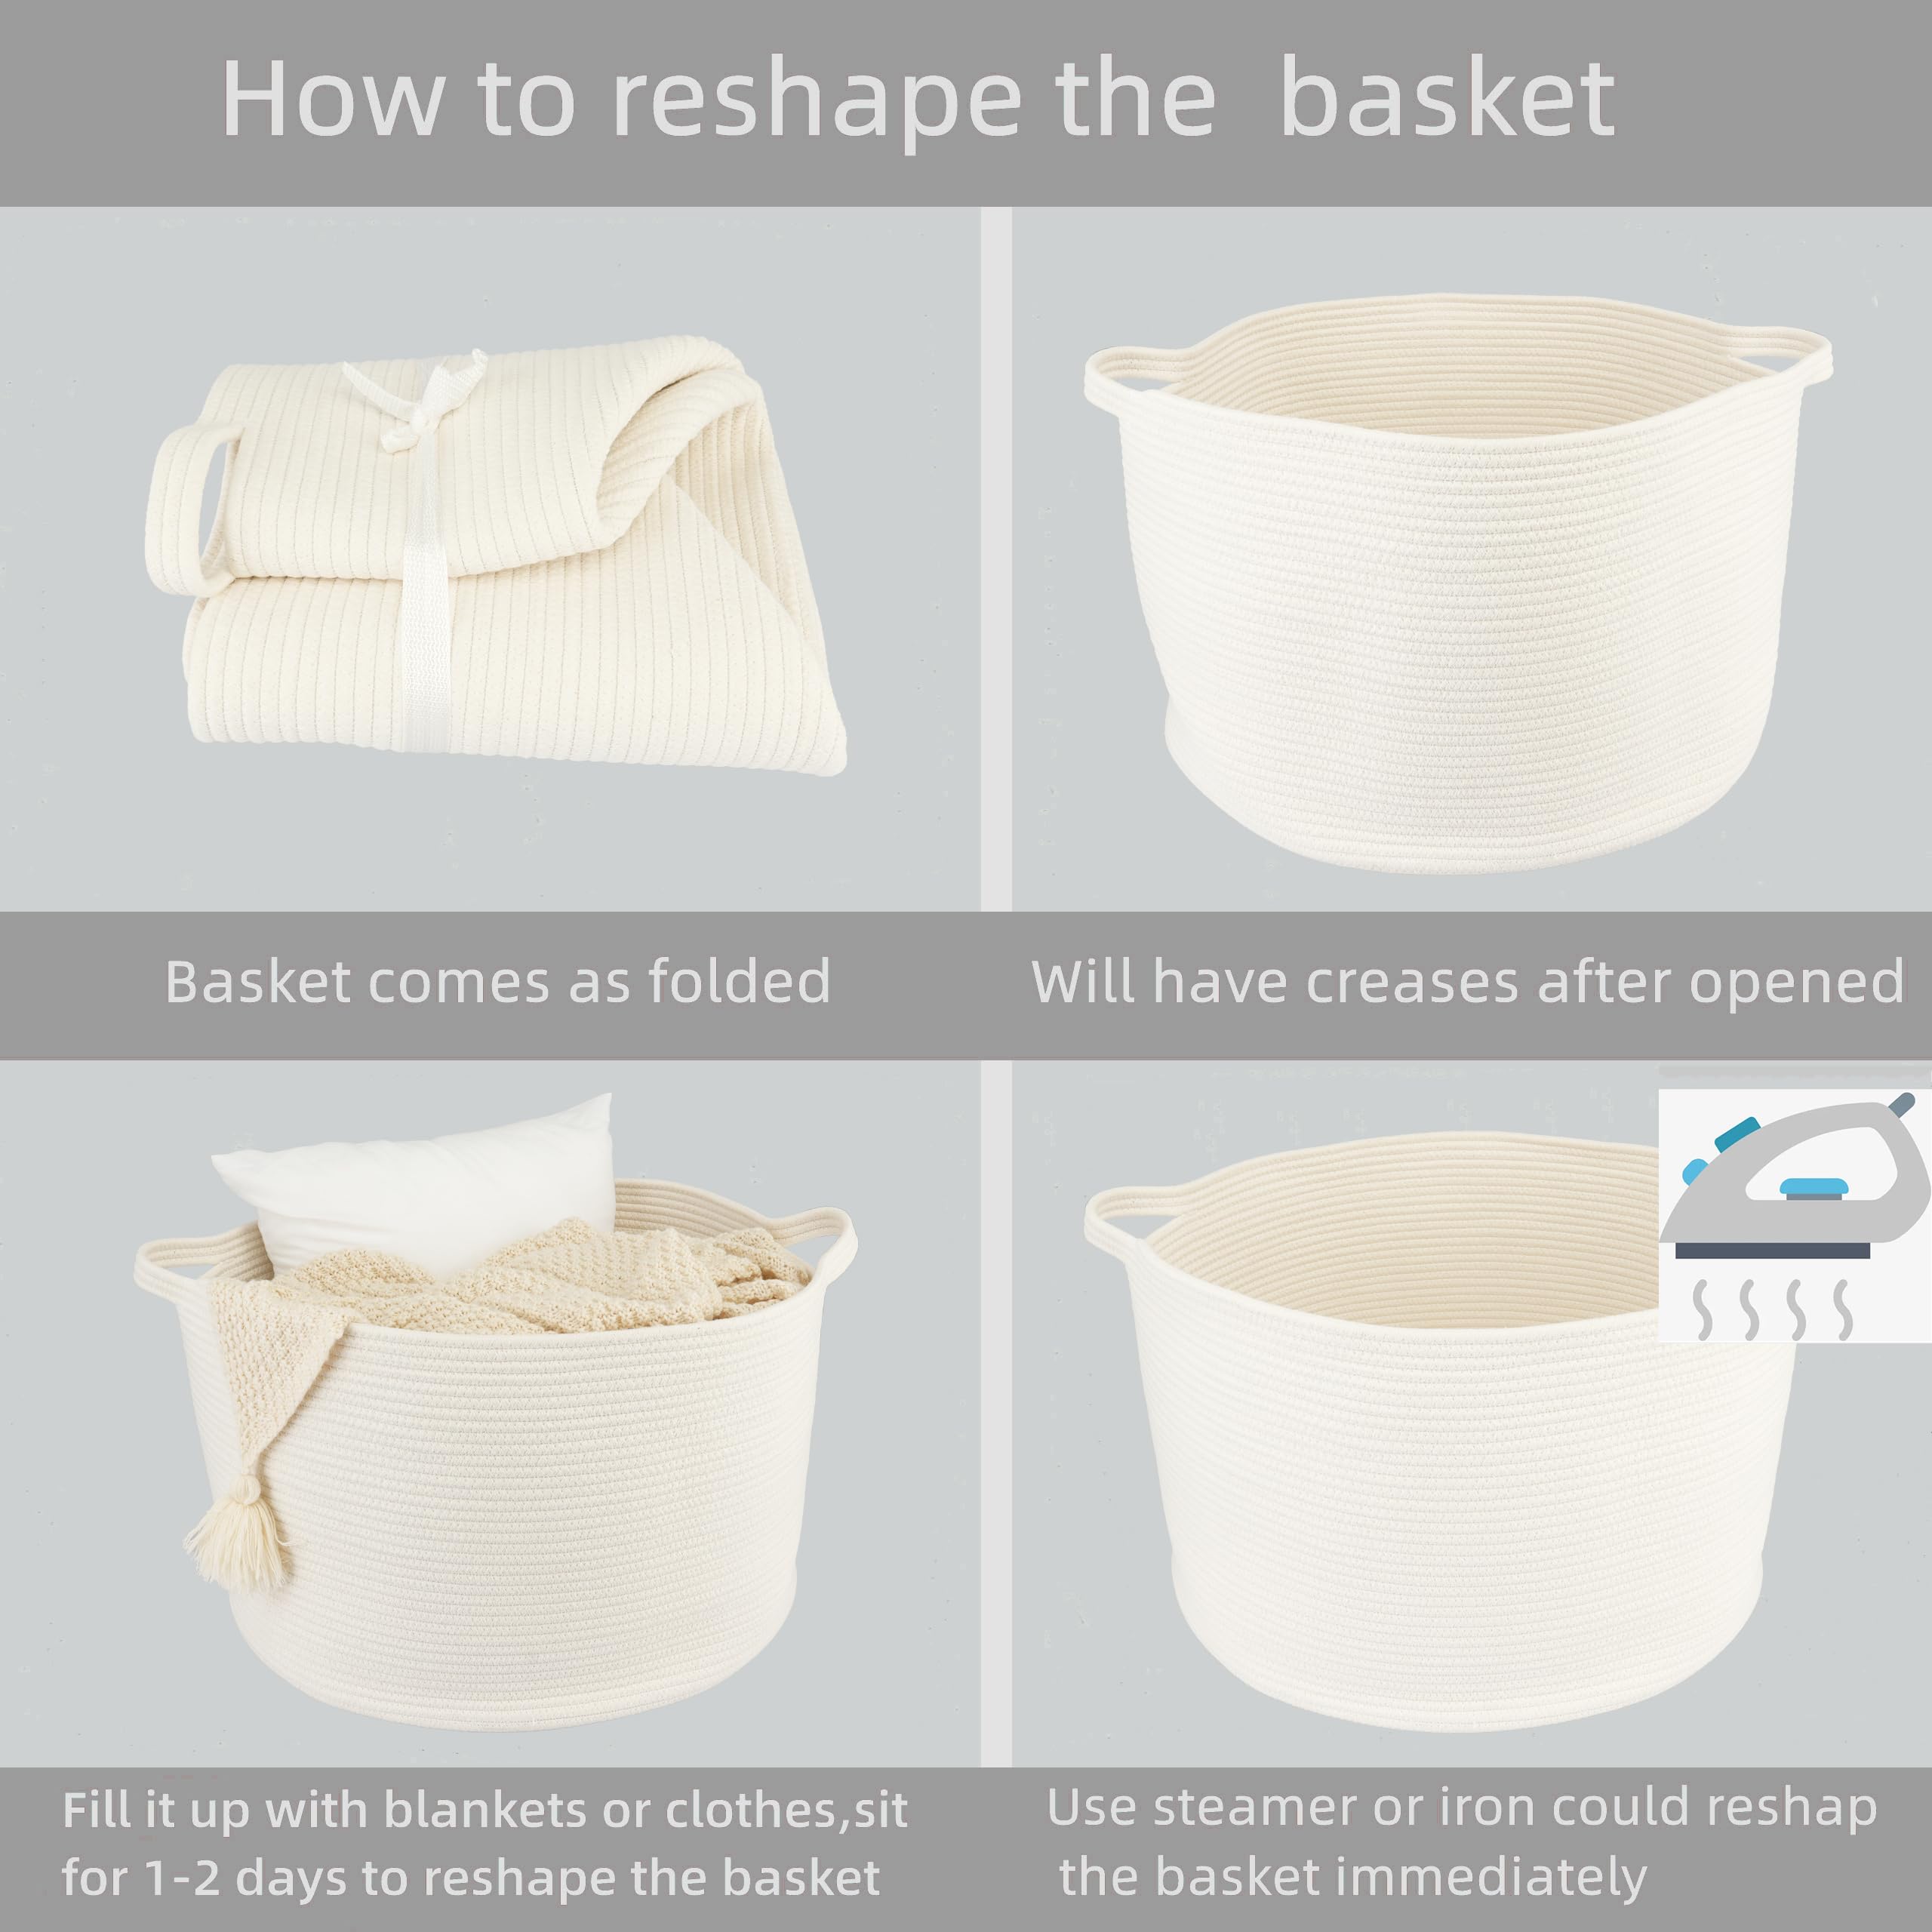 How to reshape the basket
Basket comes as folded
Will have creases after opened
Fill it up with blankets or clothes,sit
for 1-2 days to reshape the basket
Use steamer or iron could reshap
the basket immediately